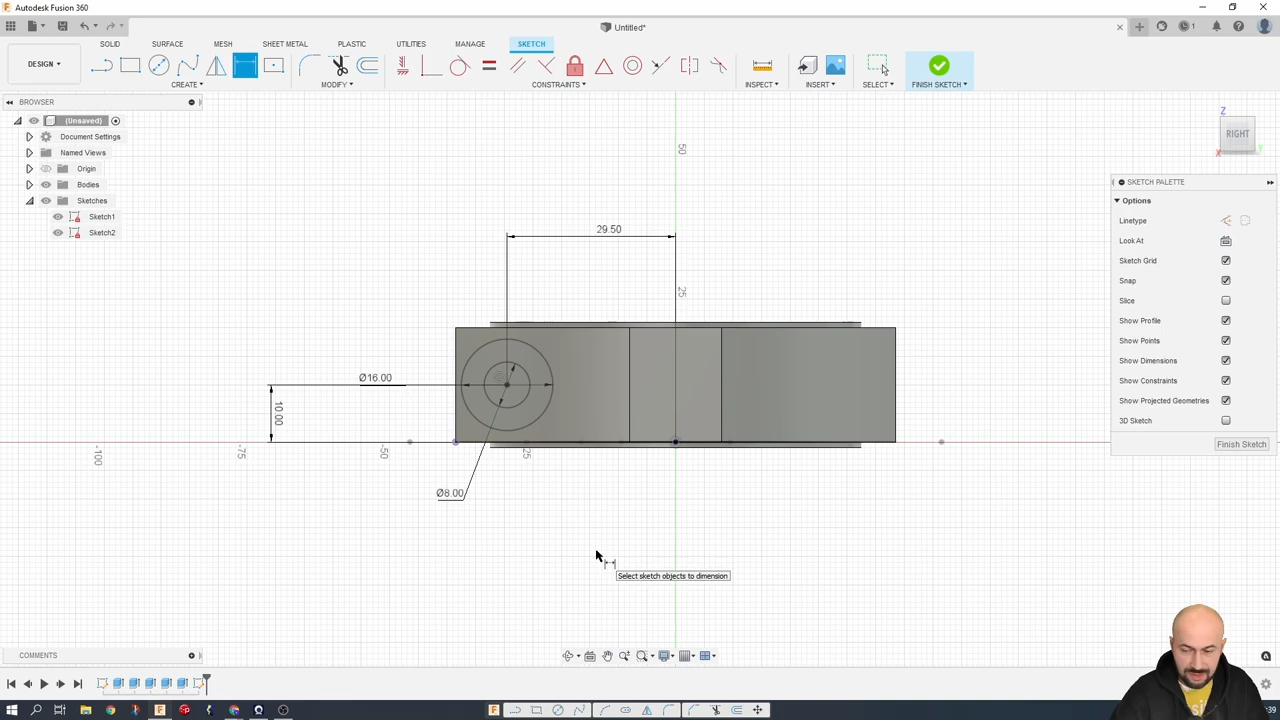 Autodesk Fusion 360
Untitled*
1
DESIGN
SOLID
SURFACE
MESH
SHEET METAL
PLASTIC
UTILITIES
MANAGE
SKETCH
CREATE
MODIFY
CONSTRAINTS
INSPECT
INSERT
SELECT
FINISH SKETCH
BROWSER
(Unsaved)
Document Settings
Named Views
Origin
Bodies
Sketches
Sketch1
Sketch2
Z
RIGHT
X
Y
SKETCH PALETTE
Options
Linetype
Look At
Sketch Grid
Snap
Slice
Show Profile
Show Points
Show Dimensions
Show Constraints
Show Projected Geometries
3D Sketch
Finish Sketch
50
29.50
25
Ø16.00
10.00
-100
-75
-50
-25
Ø8.00
Select sketch objects to dimension
COMMENTS